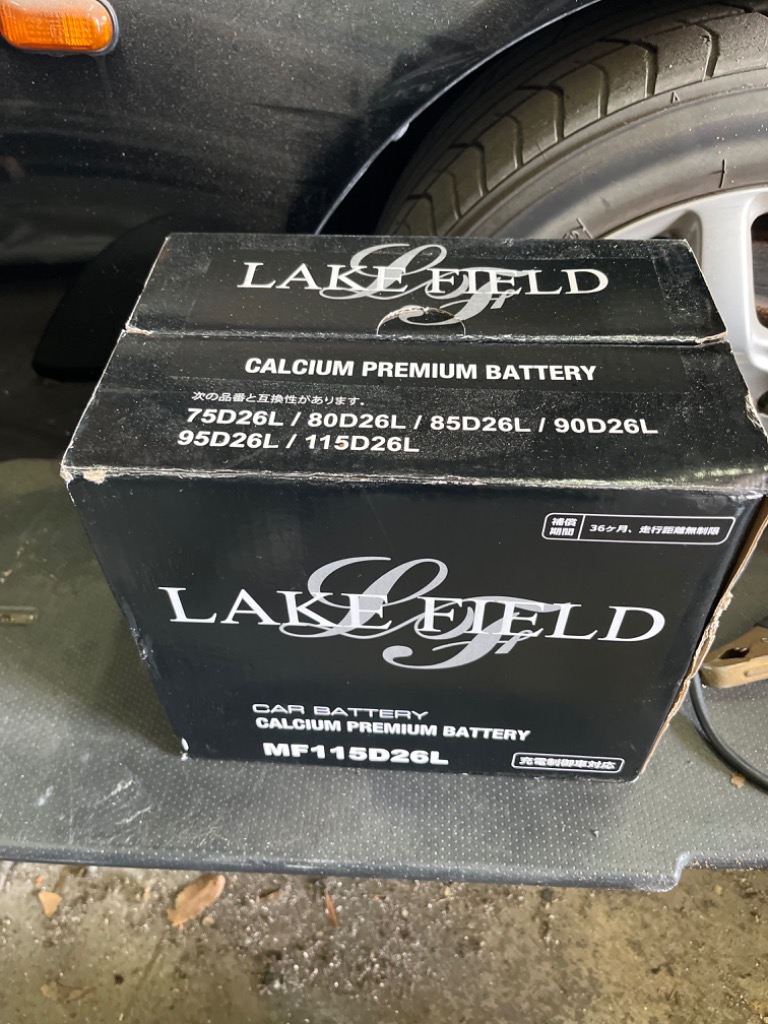 LAKE FIELD
LF
CALCIUM PREMIUM BATTERY
次の品番と互換性があります。
75D26L / 80D26L / 85D26L / 90D26L
95D26L / 115D26L
補償期間 36ヶ月、走行距離無制限
LAKE FIELD
LF
CAR BATTERY
CALCIUM PREMIUM BATTERY
MF115D26L
充電制御車対応